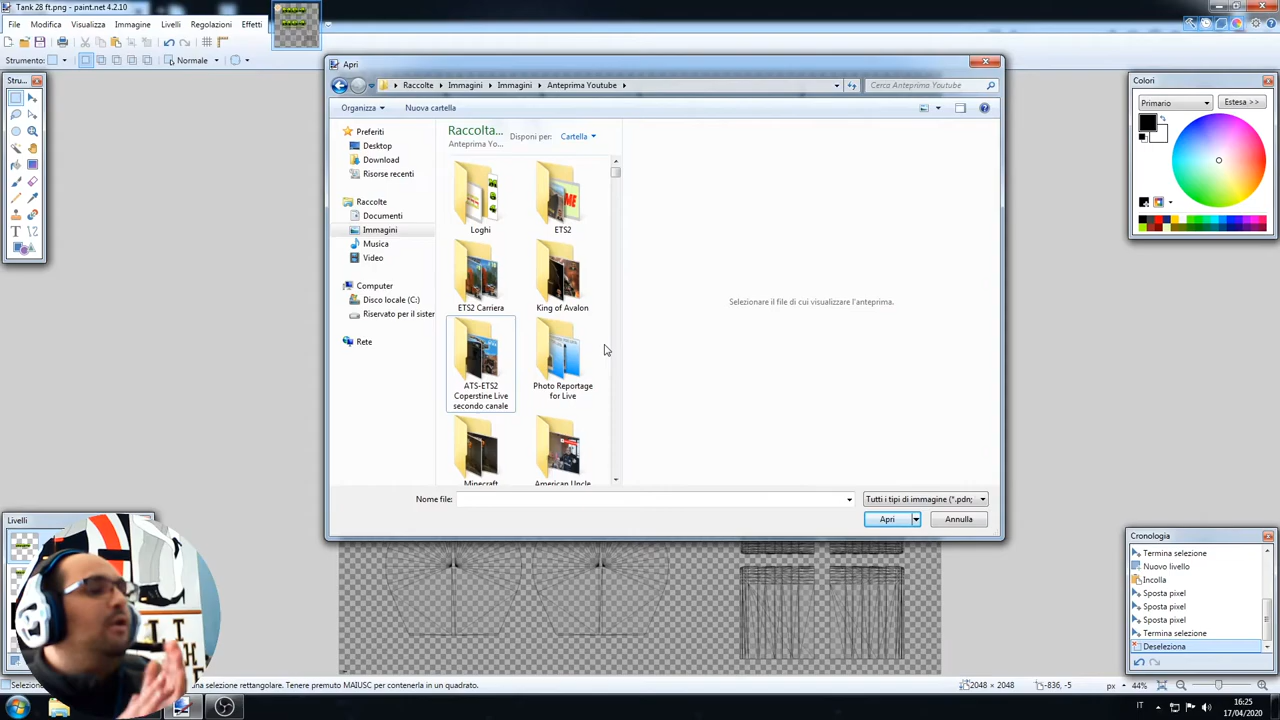 Tank 28 ft.png - paint.net 4.2.10
File Modifica Visualizza Immagine Livelli Regolazioni Effetti
Strumento: Normale
Stru...
Apri
Raccolte Immagini Immagini Anteprima Youtube
Cerca Anteprima Youtube
Organizza Nuova cartella
Preferiti
Desktop
Download
Risorse recenti
Raccolte
Documenti
Immagini
Musica
Video
Computer
Disco locale (C:)
Riservato per il sister
Rete
Raccolta...
Anteprima Yo...
Disponi per: Cartella
Loghi
ETS2
ETS2 Carriera
King of Avalon
ATS-ETS2
Coperstine Live
secondo canale
Photo Reportage
for Live
Minecraft
American Uncle
Selezionare il file di cui visualizzare l'anteprima.
Nome file:
Tutti i tipi di immagine (*.pdn;
Apri
Annulla
Colori
Primario
Estesa >>
Livelli
Cronologia
Termina selezione
Nuovo livello
Incolla
Sposta pixel
Sposta pixel
Sposta pixel
Termina selezione
Deseleziona
Selezion
una selezione rettangolare. Tenere premuto MAIUSC per contenerla in un quadrato.
2048 × 2048
-836, -5
px
44%
IT
16:25
17/04/2020